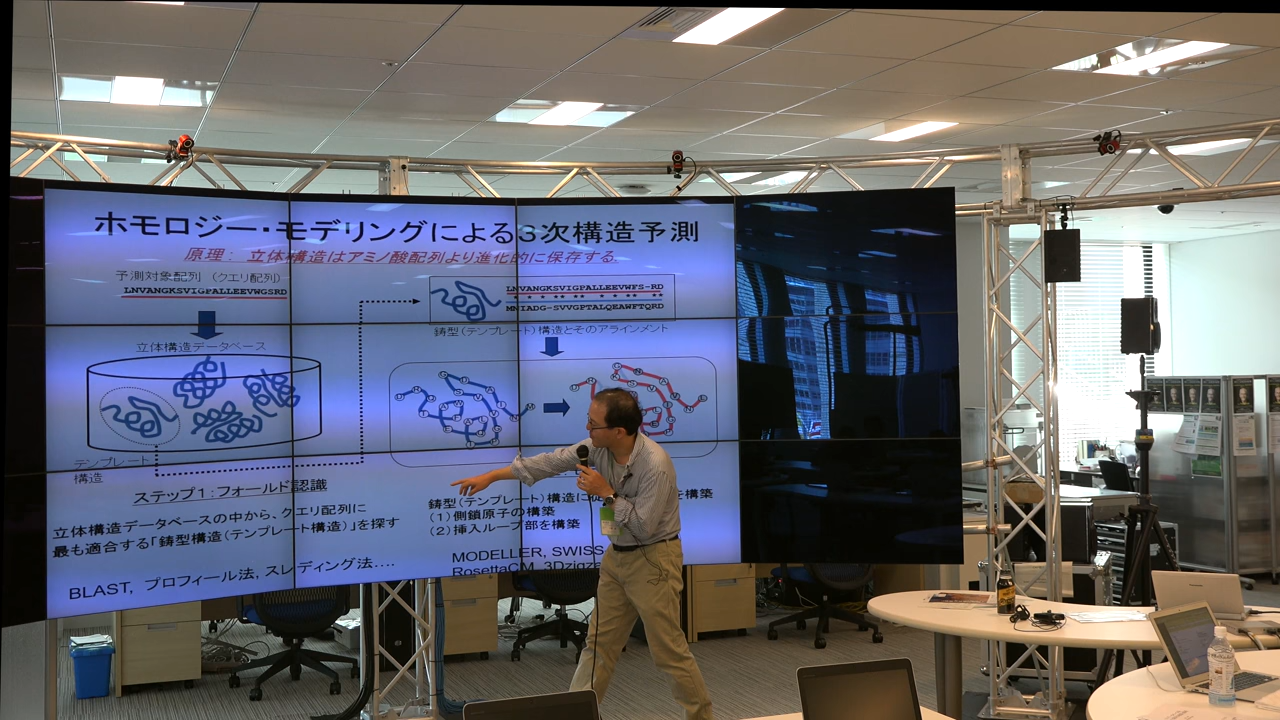 ホモロジー・モデリングによる3次構造予測
原理： 立体構造はアミノ酸配列より進化的に保存する.
予測対象配列 (クエリ配列)
LNVANGKSVIGPALLEEVWGSRD
LNVANGKSVIGPALLEEVWFS-RD
MNIADG-SVVGPTALQEAWFTQRD
鋳型(テンプレート)構造とそのアラインメント
立体構造データベース
テンプレート
構造
ステップ1：フォールド認識
立体構造データベースの中から、クエリ配列に
最も適合する「鋳型構造(テンプレート構造)」を探す
BLAST, プロフィール法, スレディング法….
鋳型(テンプレート)構造に
を構築
(1)側鎖原子の構築
(2)挿入ループ部を構築
MODELLER, SWISS
RosettaCM, 3Dzigza